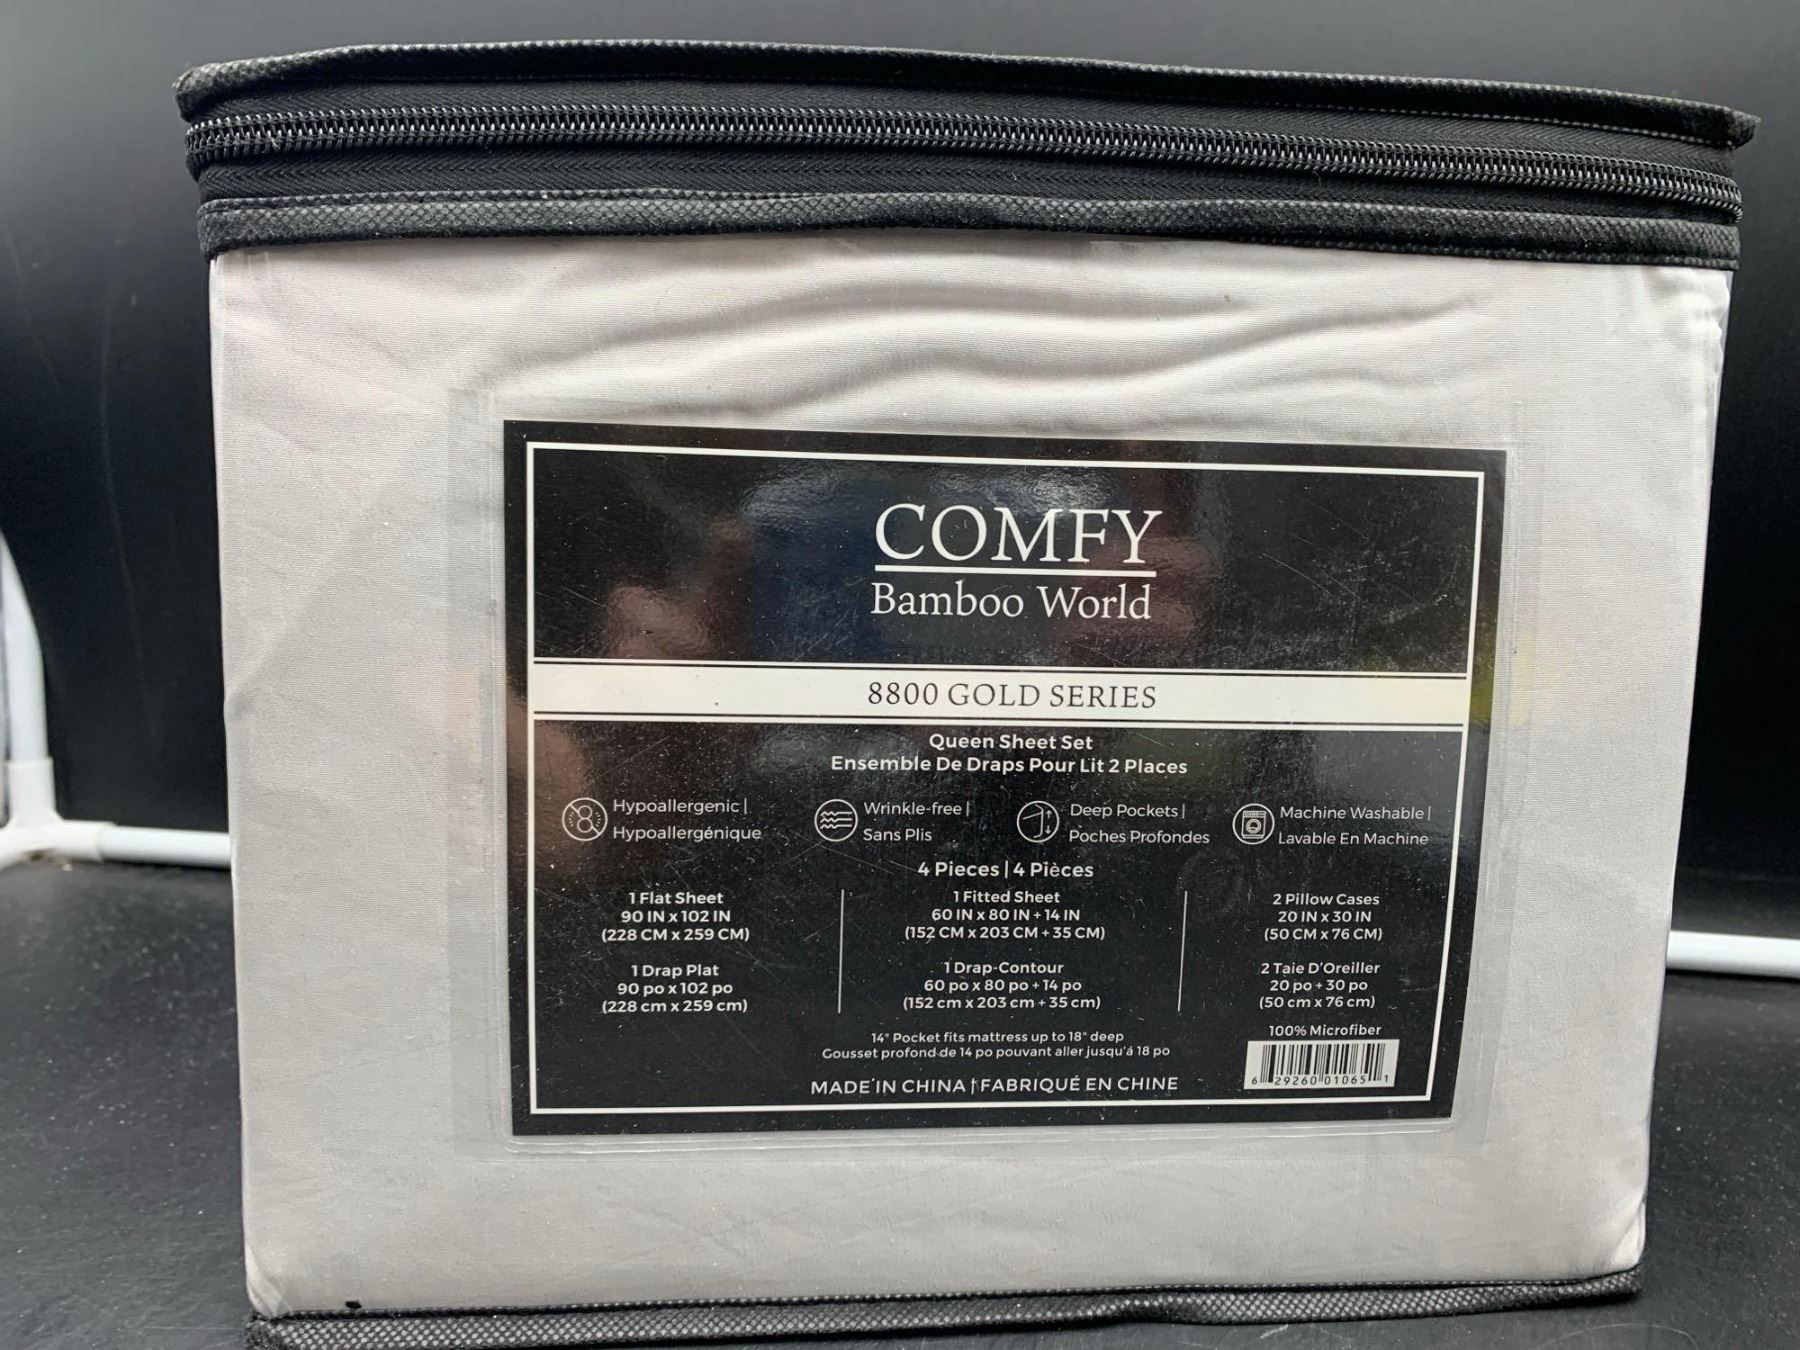 COMFY
Bamboo World
8800 GOLD SERIES
Queen Sheet Set
Ensemble De Draps Pour Lit 2 Places
Hypoallergenic |
Hypoallergénique
Wrinkle-free |
Sans Plis
Deep Pockets |
Poches Profondes
Machine Washable |
Lavable En Machine
4 Pieces | 4 Pièces
1 Flat Sheet
90 IN x 102 IN
(228 CM x 259 CM)
1 Drap Plat
90 po x 102 po
(228 cm x 259 cm)
1 Fitted Sheet
60 IN x 80 IN + 14 IN
(152 CM x 203 CM + 35 CM)
1 Drap-Contour
60 po x 80 po + 14 po
(152 cm x 203 cm + 35 cm)
2 Pillow Cases
20 IN x 30 IN
(50 CM x 76 CM)
2 Taie D'Oreiller
20 po + 30 po
(50 cm x 76 cm)
14" Pocket fits mattress up to 18" deep
Gousset profond de 14 po pouvant aller jusqu'á 18 po
MADE IN CHINA | FABRIQUÉ EN CHINE
100% Microfiber
6 29260 01065 1